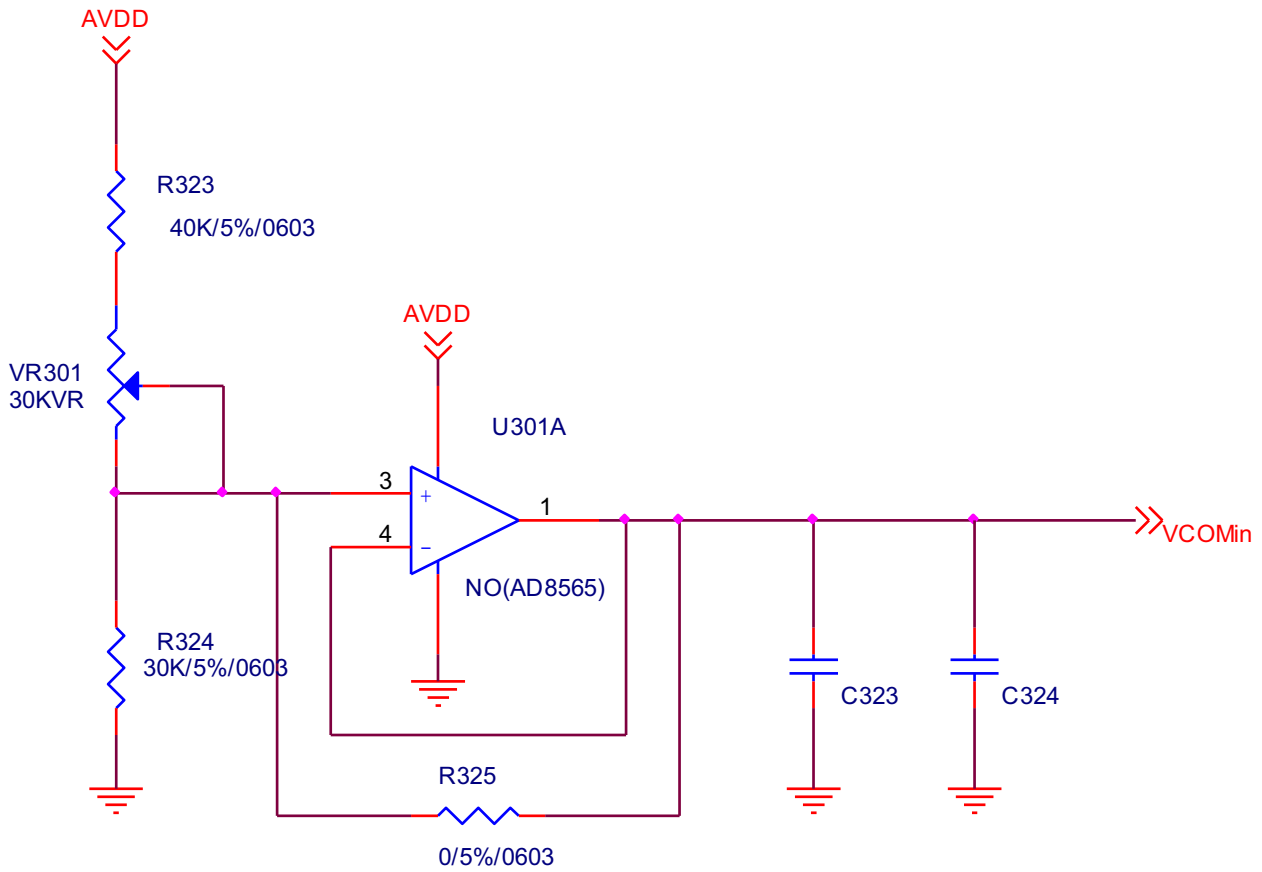 AVDD
R323
40K/5%/0603
AVDD
VR301
30KVR
U301A
3
+
1
4
−
VCOMin
NO(AD8565)
R324
30K/5%/0603
C323
C324
R325
0/5%/0603